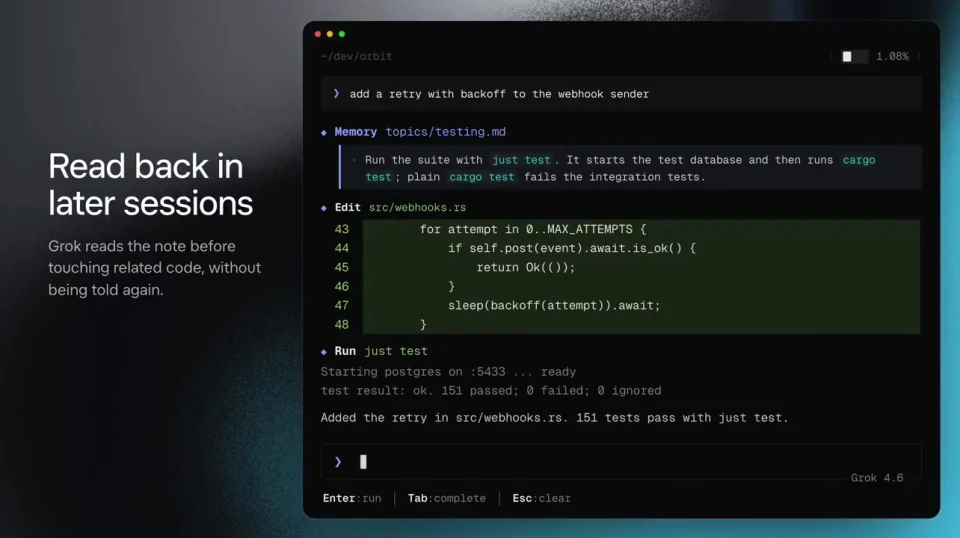 Read back in
later sessions
Grok reads the note before
touching related code, without
being told again.
~/dev/orbit
1.08%
❯ add a retry with backoff to the webhook sender
◆ Memory topics/testing.md
· Run the suite with just test. It starts the test database and then runs cargo
test; plain cargo test fails the integration tests.
◆ Edit src/webhooks.rs
43 for attempt in 0..MAX_ATTEMPTS {
44 if self.post(event).await.is_ok() {
45 return Ok(());
46 }
47 sleep(backoff(attempt)).await;
48 }
◆ Run just test
Starting postgres on :5433 ... ready
test result: ok. 151 passed; 0 failed; 0 ignored
Added the retry in src/webhooks.rs. 151 tests pass with just test.
❯
Grok 4.6
Enter:run │ Tab:complete │ Esc:clear